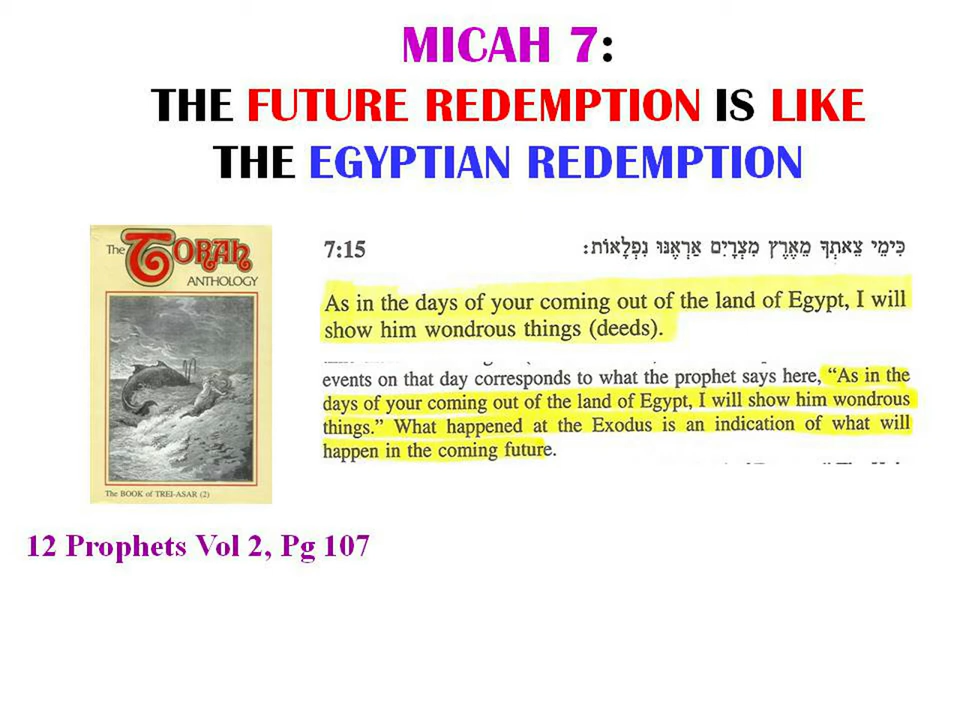 MICAH 7:
THE FUTURE REDEMPTION IS LIKE
THE EGYPTIAN REDEMPTION
The TORAH
ANTHOLOGY
The BOOK of TREI-ASAR (2)
7:15 כִּימֵי צֵאתְךָ מֵאֶרֶץ מִצְרָיִם אַרְאֶנּוּ נִפְלָאוֹת:
As in the days of your coming out of the land of Egypt, I will
show him wondrous things (deeds).
events on that day corresponds to what the prophet says here, “As in the
days of your coming out of the land of Egypt, I will show him wondrous
things.” What happened at the Exodus is an indication of what will
happen in the coming future.
12 Prophets Vol 2, Pg 107